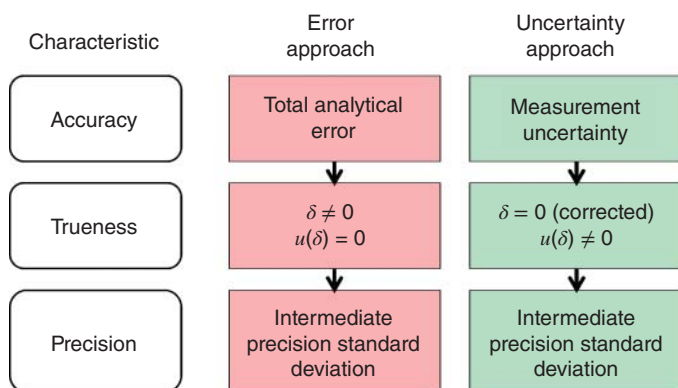 Characteristic
Error
approach
Uncertainty
approach
Accuracy
Total analytical
error
Measurement
uncertainty
Trueness
δ ≠ 0
u(δ) = 0
δ = 0 (corrected)
u(δ) ≠ 0
Precision
Intermediate
precision standard
deviation
Intermediate
precision standard
deviation